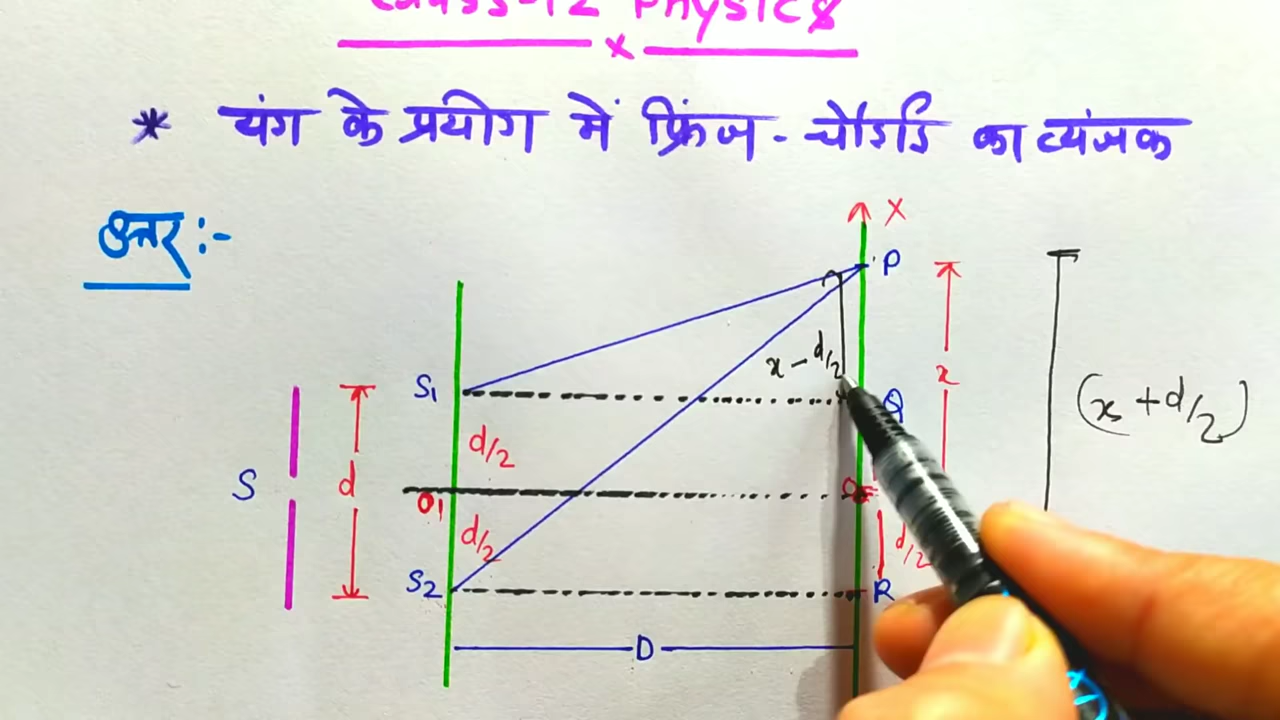 Class-12 Physics
x
* यंग के प्रयोग में फ्रिंज - चौडाई का व्यंजक
उत्तर :-
X
P
x - d/2
x
S1
Q
(x + d/2)
d/2
S
d
O1
O
d/2
d/2
S2
R
D